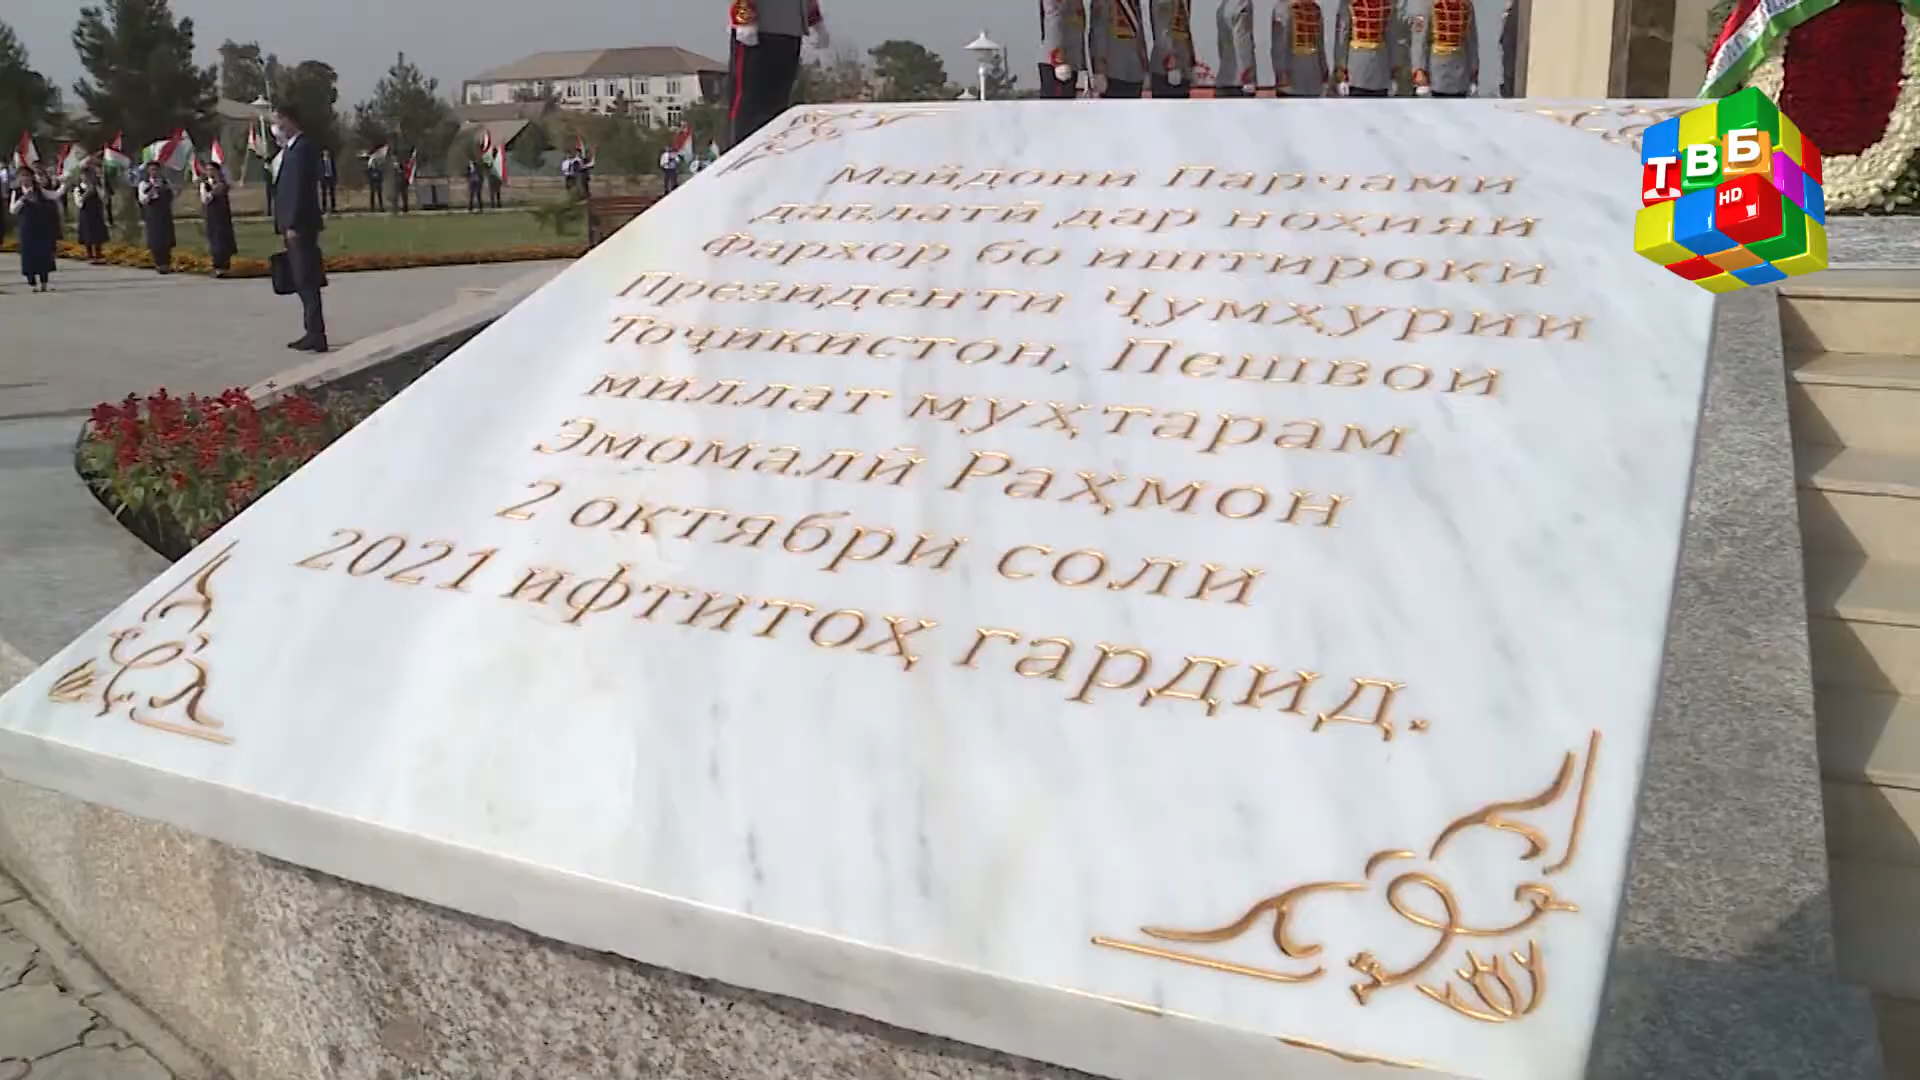 Майдони Парчами
давлатӣ дар ноҳияи
Фархор бо иштироки
Президенти Ҷумҳурии
Тоҷикистон, Пешвои
миллат муҳтарам
Эмомалӣ Раҳмон
2 октябри соли
2021 ифтитоҳ гардид.
ТВБ
HD